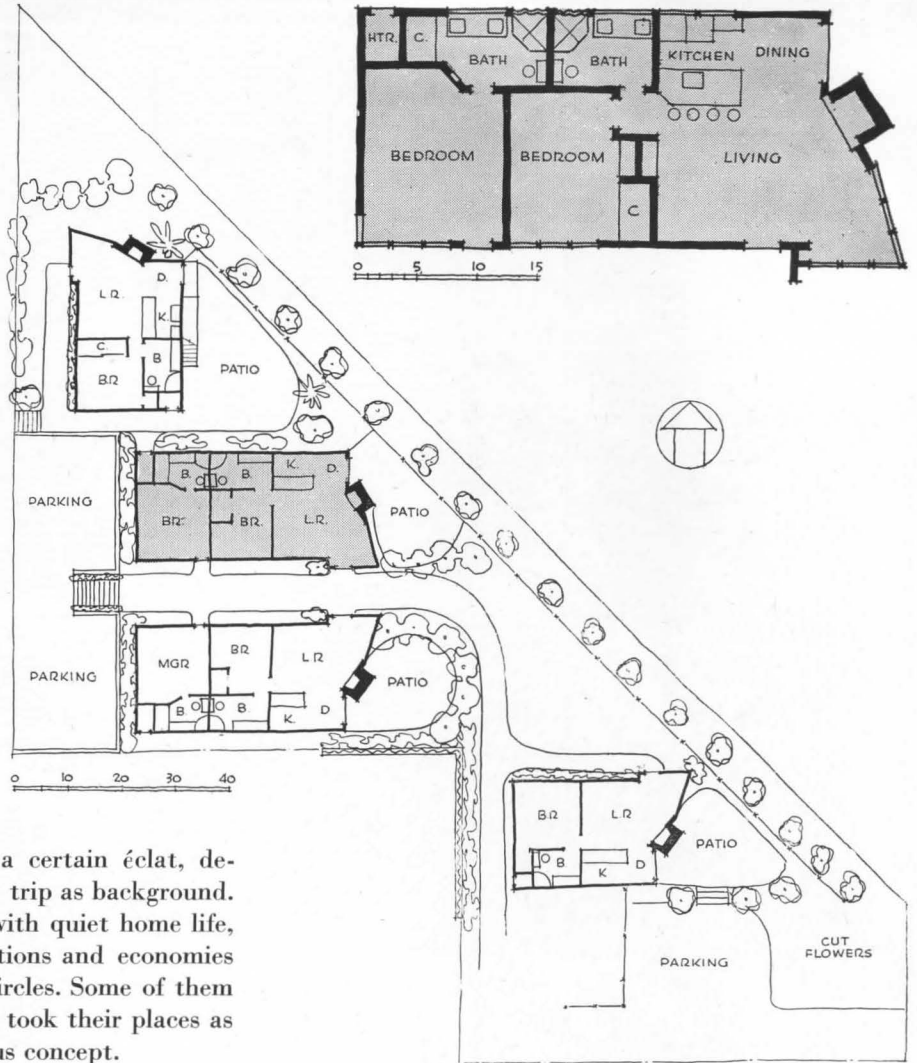 HTR.
C.
BATH
BATH
KITCHEN
DINING
BEDROOM
BEDROOM
LIVING
C
0 5 10 15
L.R.
D.
K.
C.
B
BR
PATIO
PARKING
B.
B.
K.
D.
BR.
BR.
L.R.
PATIO
PARKING
MGR
BR
L R
B.
B.
K.
D
PATIO
0 10 20 30 40
BR
L.R
B.
K
D
PATIO
PARKING
CUT
FLOWERS
a certain éclat, de-
trip as background.
with quiet home life,
tions and economies
ircles. Some of them
took their places as
us concept.